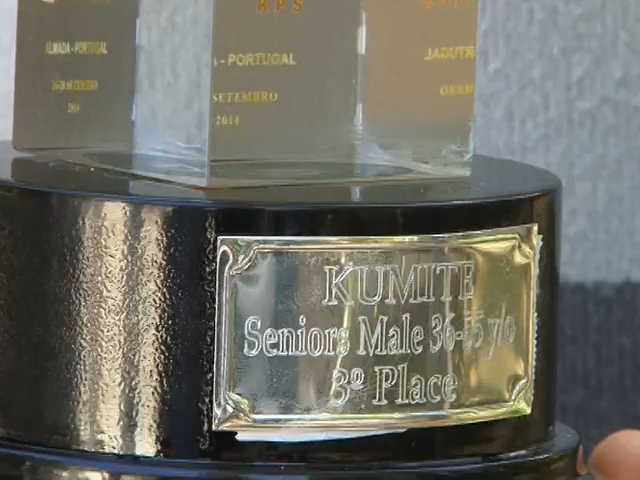 KPS
ALMADA - PORTUGAL
2014
- PORTUGAL
SETEMBRO
2014
KUMITE
Seniors Male 36-55 y/o
3º Place